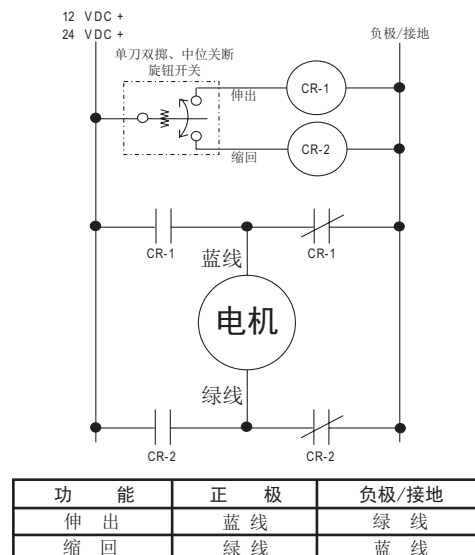 12 VDC +
24 VDC +
负极/接地
单刀双掷、中位关断
旋钮开关
伸出
CR-1
CR-2
缩回
CR-1
CR-1
蓝线
电机
绿线
CR-2
CR-2
功 能 正 极 负极/接地
伸 出 蓝 线 绿 线
缩 回 绿 线 蓝 线